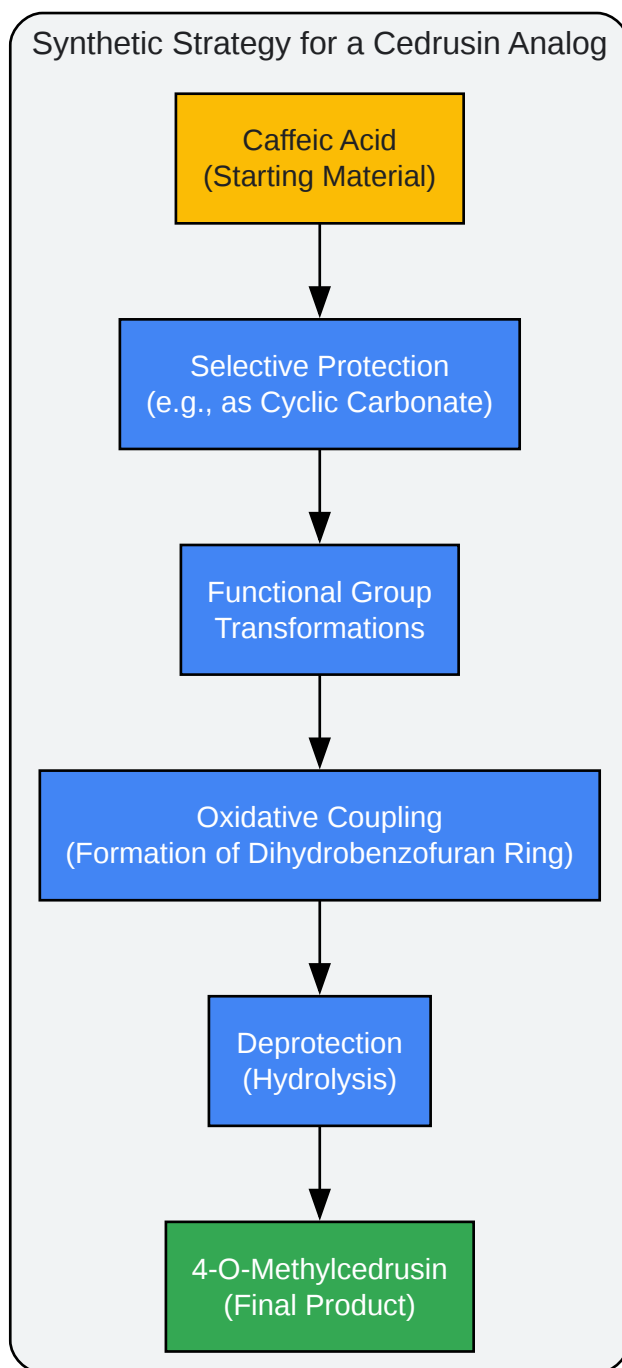 Synthetic Strategy for a Cedrusin Analog
Caffeic Acid
(Starting Material)
Selective Protection
(e.g., as Cyclic Carbonate)
Functional Group
Transformations
Oxidative Coupling
(Formation of Dihydrobenzofuran Ring)
Deprotection
(Hydrolysis)
4-O-Methylcedrusin
(Final Product)